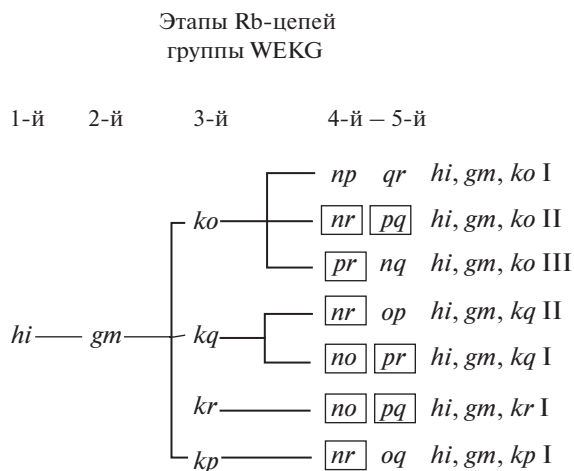 Этапы Rb-цепей
группы WEKG
1-й 2-й 3-й 4-й – 5-й
np qr hi, gm, ko I
ko nr pq hi, gm, ko II
pr nq hi, gm, ko III
nr op hi, gm, kq II
hi gm kq
no pr hi, gm, kq I
kr no pq hi, gm, kr I
kp nr oq hi, gm, kp I